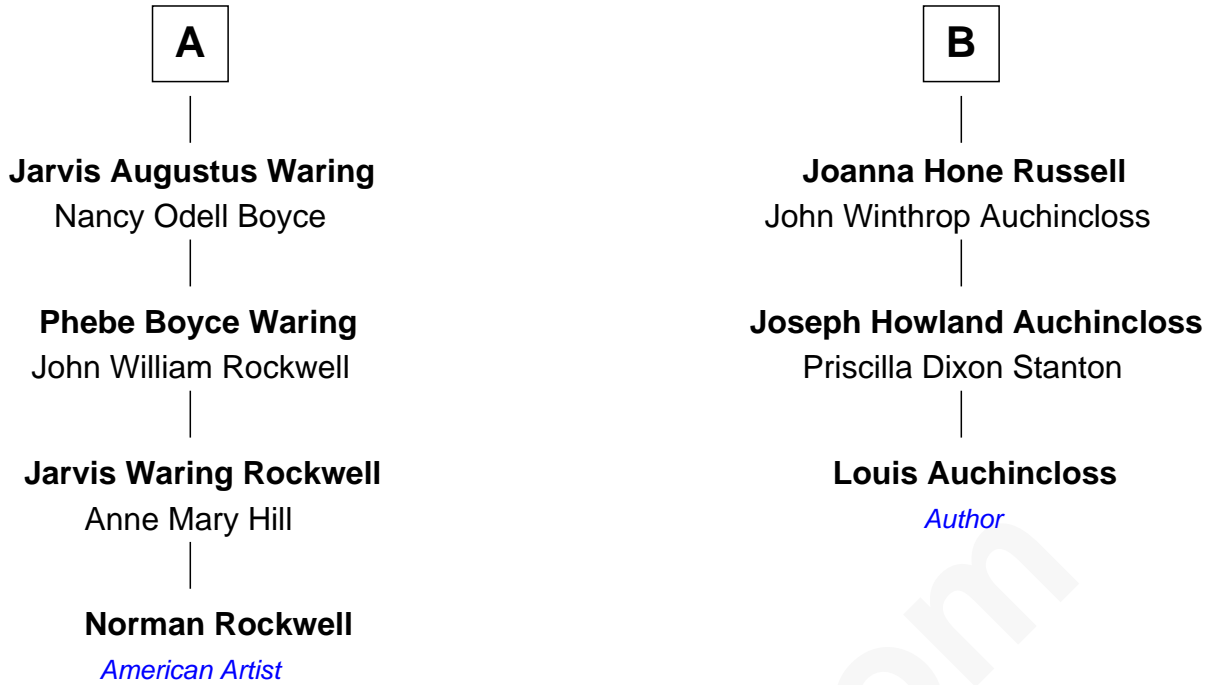 A
Jarvis Augustus Waring
Nancy Odell Boyce
Phebe Boyce Waring
John William Rockwell
Jarvis Waring Rockwell
Anne Mary Hill
Norman Rockwell
American Artist
B
Joanna Hone Russell
John Winthrop Auchincloss
Joseph Howland Auchincloss
Priscilla Dixon Stanton
Louis Auchincloss
Author
om